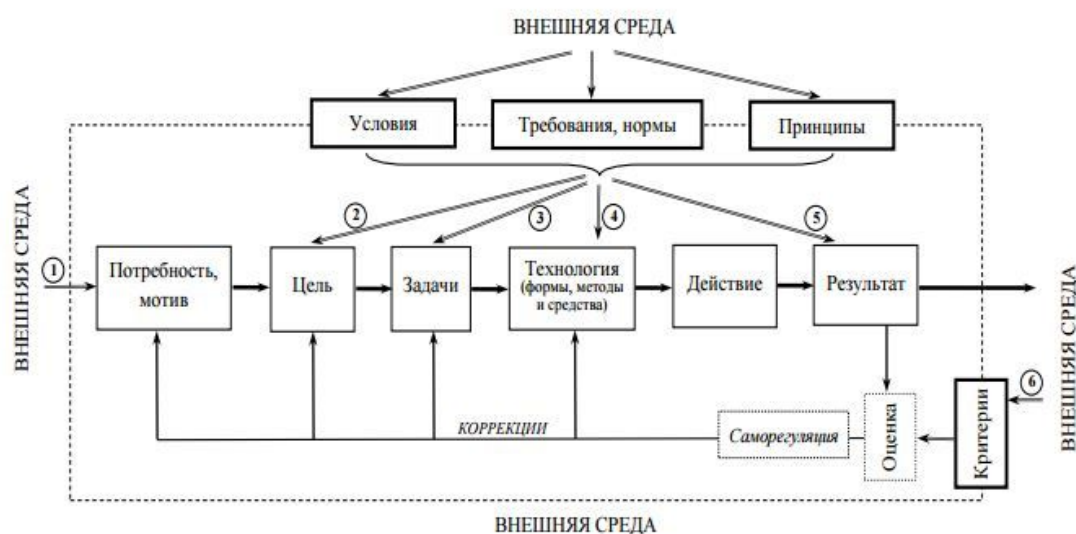 ВНЕШНЯЯ СРЕДА
Условия
Требования, нормы
Принципы
ВНЕШНЯЯ СРЕДА
1
2
3
4
5
Потребность,
мотив
Цель
Задачи
Технология
(формы, методы
и средства)
Действие
Результат
ВНЕШНЯЯ СРЕДА
6
КОРРЕКЦИИ
Саморегуляция
Оценка
Критерии
ВНЕШНЯЯ СРЕДА